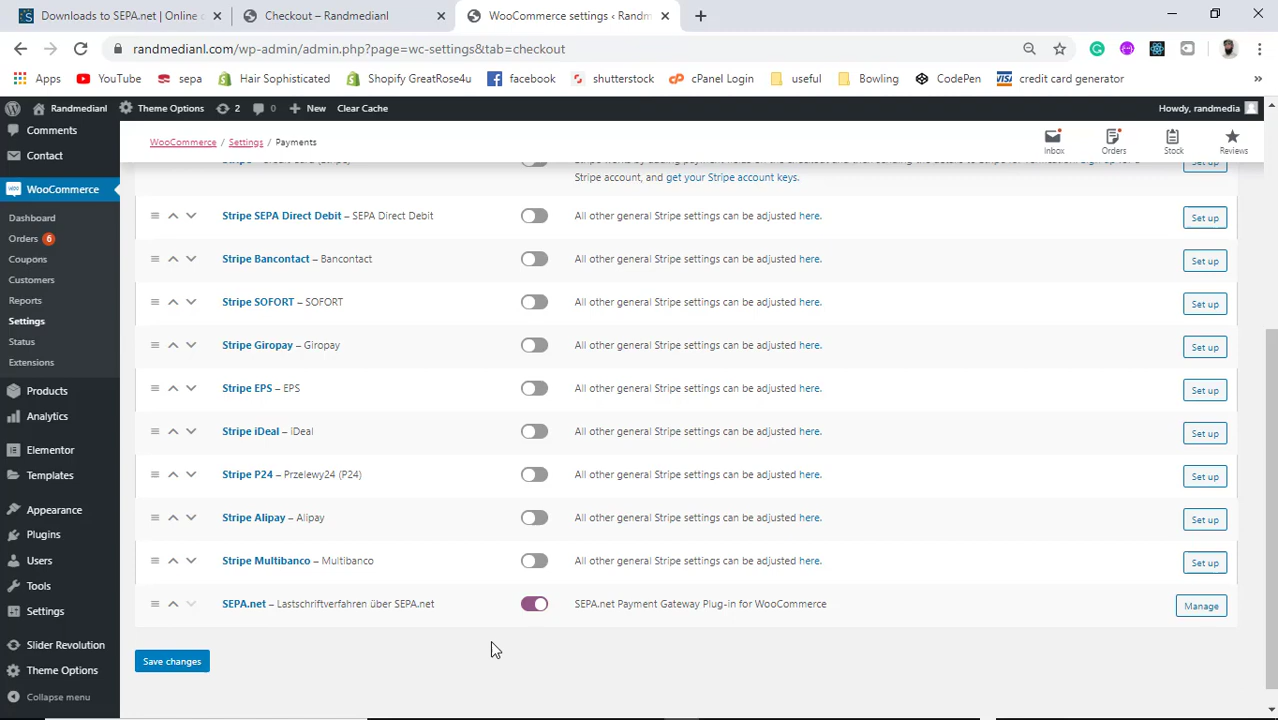 Downloads to SEPA.net | Online
Checkout – Randmedianl
WooCommerce settings ‹ Randm
randmedianl.com/wp-admin/admin.php?page=wc-settings&tab=checkout
Apps
YouTube
sepa
Hair Sophisticated
Shopify GreatRose4u
facebook
shutterstock
cPanel Login
useful
Bowling
CodePen
credit card generator
»
Randmedianl
Theme Options
2
0
New
Clear Cache
Howdy, randmedia
Comments
Contact
WooCommerce
Dashboard
Orders 6
Coupons
Customers
Reports
Settings
Status
Extensions
Products
Analytics
Elementor
Templates
Appearance
Plugins
Users
Tools
Settings
Slider Revolution
Theme Options
Collapse menu
WooCommerce / Settings / Payments
Inbox
Orders
Stock
Reviews
Stripe account, and get your Stripe account keys.
Set up
Stripe SEPA Direct Debit – SEPA Direct Debit
All other general Stripe settings can be adjusted here.
Set up
Stripe Bancontact – Bancontact
All other general Stripe settings can be adjusted here.
Set up
Stripe SOFORT – SOFORT
All other general Stripe settings can be adjusted here.
Set up
Stripe Giropay – Giropay
All other general Stripe settings can be adjusted here.
Set up
Stripe EPS – EPS
All other general Stripe settings can be adjusted here.
Set up
Stripe iDeal – iDeal
All other general Stripe settings can be adjusted here.
Set up
Stripe P24 – Przelewy24 (P24)
All other general Stripe settings can be adjusted here.
Set up
Stripe Alipay – Alipay
All other general Stripe settings can be adjusted here.
Set up
Stripe Multibanco – Multibanco
All other general Stripe settings can be adjusted here.
Set up
SEPA.net – Lastschriftverfahren über SEPA.net
SEPA.net Payment Gateway Plug-in for WooCommerce
Manage
Save changes